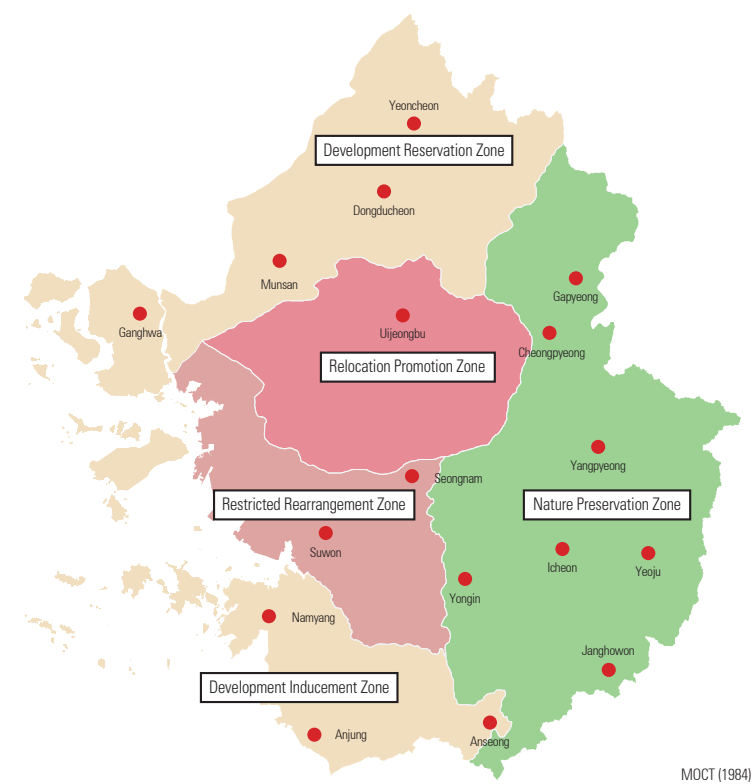 Yeoncheon
Development Reservation Zone
Dongducheon
Munsan
Gapyeong
Ganghwa
Uijeongbu
Cheongpyeong
Relocation Promotion Zone
Yangpyeong
Seongnam
Restricted Rearrangement Zone
Nature Preservation Zone
Suwon
Icheon
Yeoju
Yongin
Namyang
Janghowon
Development Inducement Zone
Anjung
Anseong
MOCT (1984)